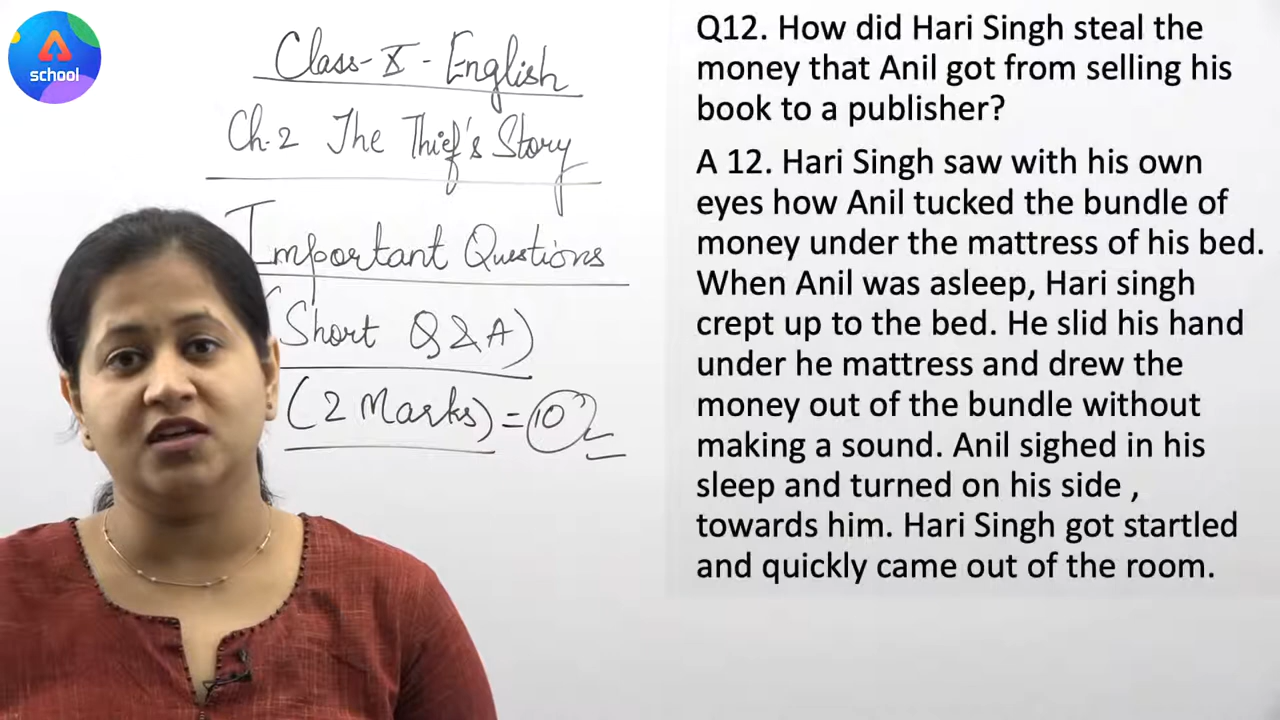 school
Class-X - English
Ch.2 The Thief's Story
Important Questions
(Short Q & A)
(2 Marks) = 10
Q12. How did Hari Singh steal the
money that Anil got from selling his
book to a publisher?
A 12. Hari Singh saw with his own
eyes how Anil tucked the bundle of
money under the mattress of his bed.
When Anil was asleep, Hari singh
crept up to the bed. He slid his hand
under he mattress and drew the
money out of the bundle without
making a sound. Anil sighed in his
sleep and turned on his side ,
towards him. Hari Singh got startled
and quickly came out of the room.